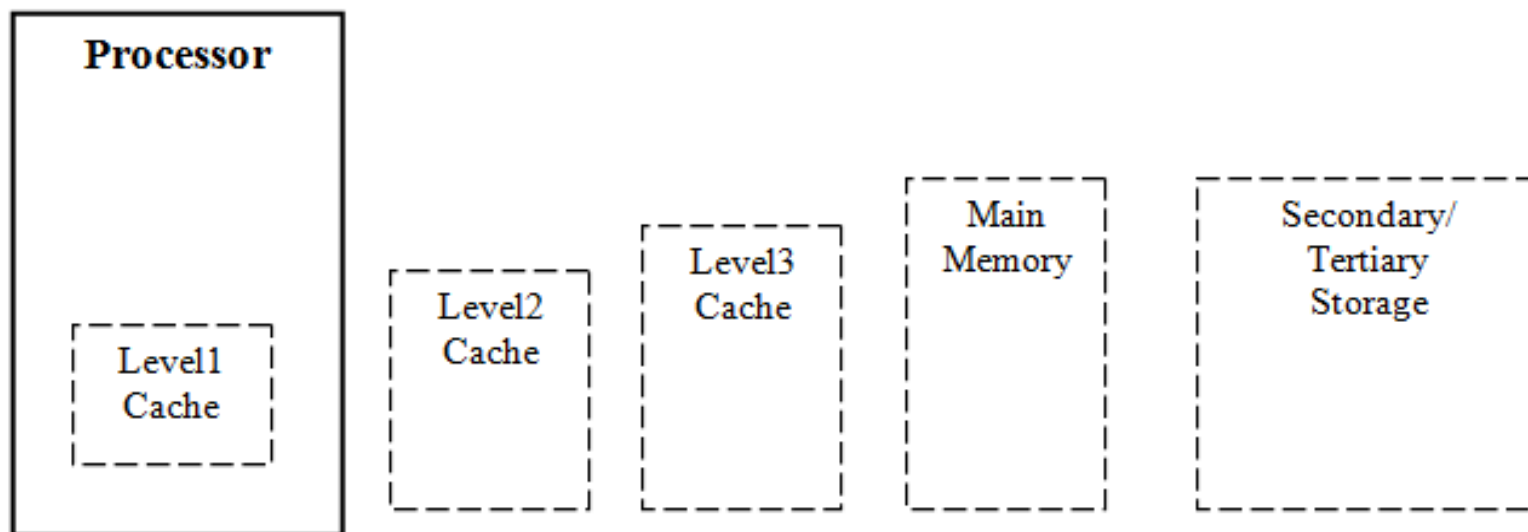 Processor
Level1
Cache
Level2
Cache
Level3
Cache
Main
Memory
Secondary/
Tertiary
Storage